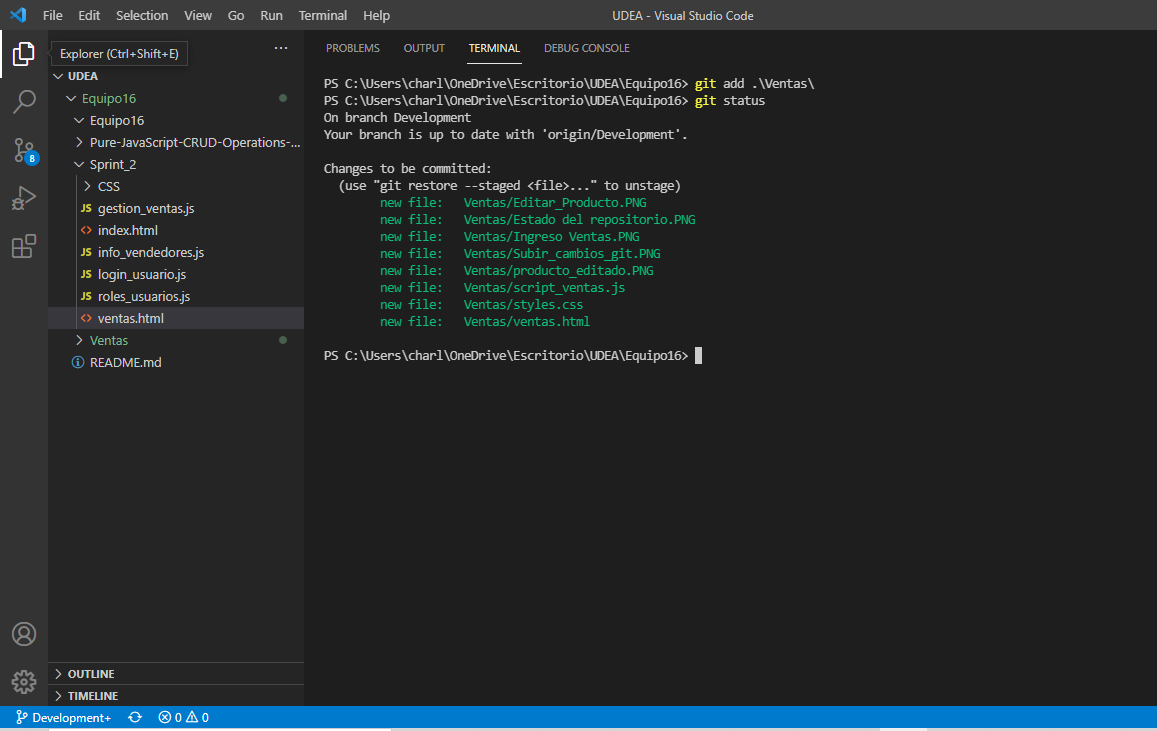 File Edit Selection View Go Run Terminal Help
UDEA - Visual Studio Code
Explorer (Ctrl+Shift+E)
···
UDEA
Equipo16
Equipo16
Pure-JavaScript-CRUD-Operations-...
Sprint_2
CSS
JS gestion_ventas.js
<> index.html
JS info_vendedores.js
JS login_usuario.js
JS roles_usuarios.js
<> ventas.html
Ventas
README.md
8
OUTLINE
TIMELINE
PROBLEMS OUTPUT TERMINAL DEBUG CONSOLE
PS C:\Users\charl\OneDrive\Escritorio\UDEA\Equipo16> git add .\Ventas\
PS C:\Users\charl\OneDrive\Escritorio\UDEA\Equipo16> git status
On branch Development
Your branch is up to date with 'origin/Development'.
Changes to be committed:
(use "git restore --staged <file>..." to unstage)
new file: Ventas/Editar_Producto.PNG
new file: Ventas/Estado del repositorio.PNG
new file: Ventas/Ingreso Ventas.PNG
new file: Ventas/Subir_cambios_git.PNG
new file: Ventas/producto_editado.PNG
new file: Ventas/script_ventas.js
new file: Ventas/styles.css
new file: Ventas/ventas.html
PS C:\Users\charl\OneDrive\Escritorio\UDEA\Equipo16>
Development+ 0 0